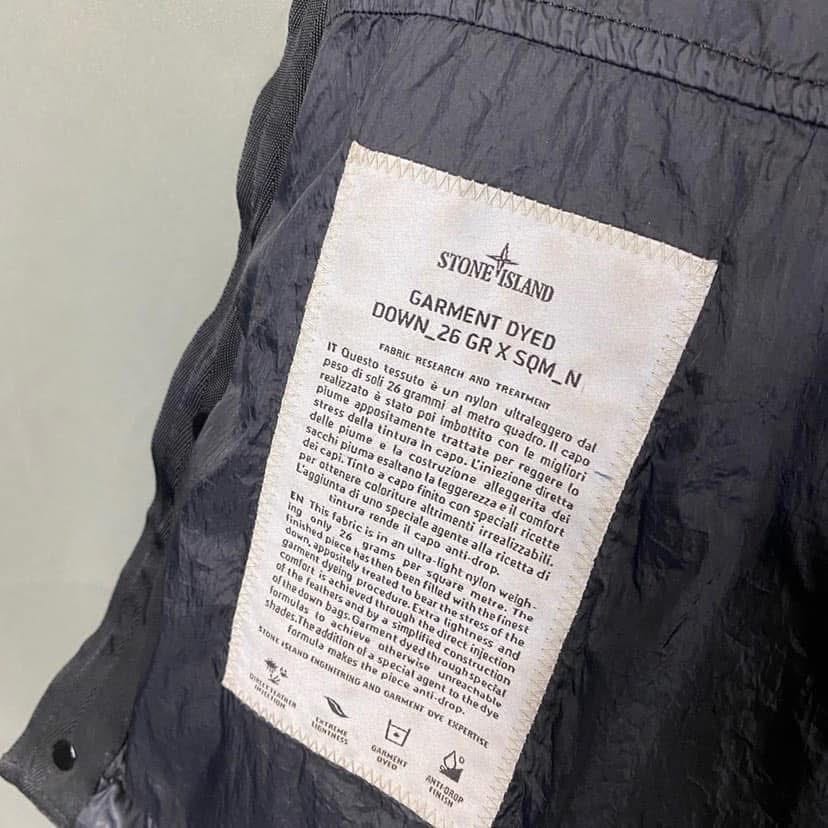 STONE ISLAND
GARMENT DYED
DOWN_26 GR X SQM_N
FABRIC RESEARCH AND TREATMENT
IT Questo tessuto è un nylon ultraleggero dal
peso di soli 26 grammi al metro quadro. Il capo
realizzato è stato poi imbottito con le migliori
piume appositamente trattate per reggere lo
stress della tintura in capo. L'iniezione diretta
delle piume e la costruzione alleggerita dei
sacchi piuma esaltano la leggerezza e il comfort
dei capi. Tinto a capo finito con speciali ricette
per ottenere coloriture altrimenti irrealizzabili.
L'aggiunta di uno speciale agente alla ricetta di
tintura rende il capo anti-drop.
EN This fabric is in an ultra-light nylon weigh-
ing only 26 grams per square metre. The
finished piece has then been filled with the finest
down, appositely treated to bear the stress of the
garment dyeing procedure. Extra lightness and
comfort is achieved through the direct injection
of the feathers and by a simplified construction
of the down bags. Garment dyed through special
formulas to achieve otherwise unreachable
shades. The addition of a special agent to the dye
formula makes the piece anti-drop.
STONE ISLAND ENGINEERING AND GARMENT DYE EXPERTISE
DIRECT FEATHER
INJECTION
EXTREME
LIGHTNESS
GARMENT
DYED
ANTI-DROP
FINISH